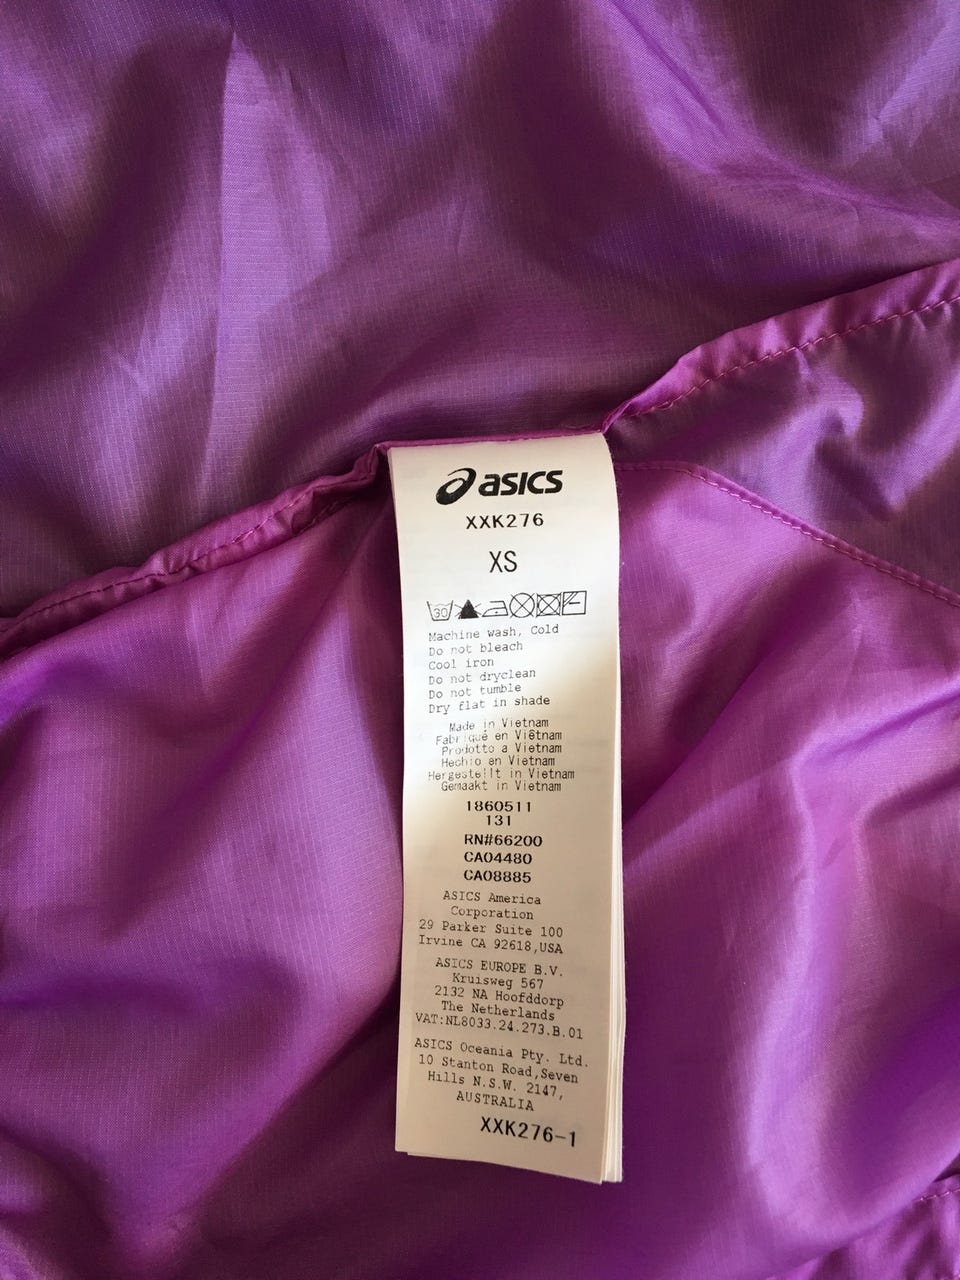 asics
XXK276
XS
30
Machine wash, Cold
Do not bleach
Cool iron
Do not dryclean
Do not tumble
Dry flat in shade
Made in Vietnam
Fabriqué en Viêtnam
Prodotto a Vietnam
Hecho en Vietnam
Hergestellt in Vietnam
Gemaakt in Vietnam
1860511
131
RN#66200
CA04480
CA08885
ASICS America
Corporation
29 Parker Suite 100
Irvine CA 92618,USA
ASICS EUROPE B.V.
Kruisweg 567
2132 NA Hoofddorp
The Netherlands
VAT:NL8033.24.273.B.01
ASICS Oceania Pty. Ltd.
10 Stanton Road,Seven
Hills N.S.W. 2147,
AUSTRALIA
XXK276-1